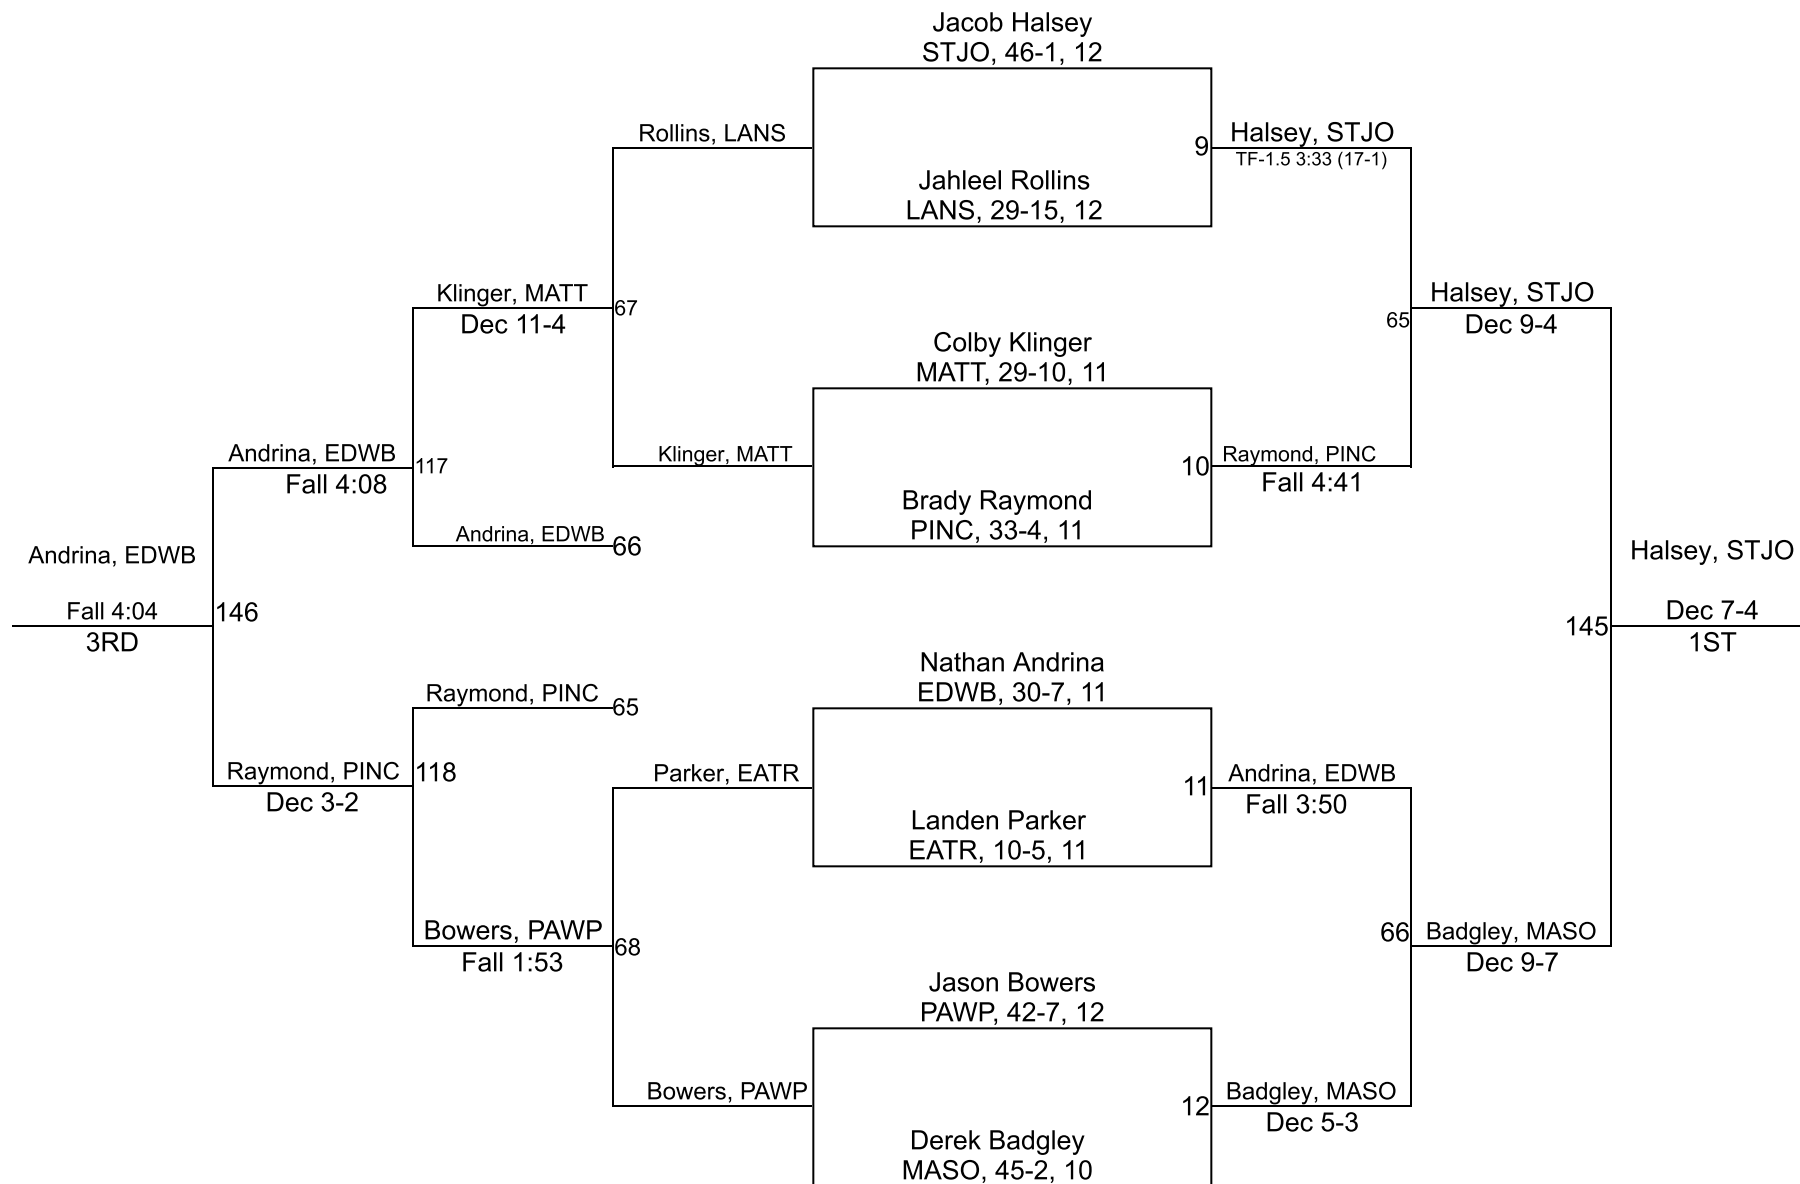 Jacob Halsey
STJO, 46-1, 12
Rollins, LANS
9
Halsey, STJO
TF-1.5 3:33 (17-1)
Jahleel Rollins
LANS, 29-15, 12
Klinger, MATT
Dec 11-4
67
Halsey, STJO
65
Dec 9-4
Colby Klinger
MATT, 29-10, 11
Klinger, MATT
10
Raymond, PINC
Fall 4:41
Andrina, EDWB
Fall 4:08
117
Brady Raymond
PINC, 33-4, 11
Andrina, EDWB
66
Andrina, EDWB
Fall 4:04
3RD
146
Halsey, STJO
145
Dec 7-4
1ST
Nathan Andrina
EDWB, 30-7, 11
Raymond, PINC
65
Raymond, PINC
Dec 3-2
118
Parker, EATR
11
Andrina, EDWB
Fall 3:50
Landen Parker
EATR, 10-5, 11
Bowers, PAWP
Fall 1:53
68
66
Badgley, MASO
Dec 9-7
Jason Bowers
PAWP, 42-7, 12
Bowers, PAWP
12
Badgley, MASO
Dec 5-3
Derek Badgley
MASO, 45-2, 10